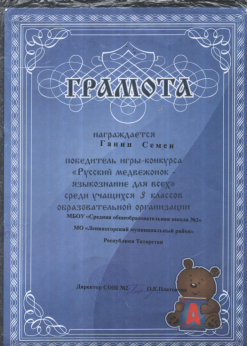 ГРАМОТА
награждается
Ганин Семен
победитель игры-конкурса
«Русский медвежонок -
языкознание для всех»
среди учащихся 3 классов
образовательной организации
МБОУ «Средняя общеобразовательная школа №2»
МО «Лениногорский муниципальный район»
Республики Татарстан
Директор СОШ №2
А